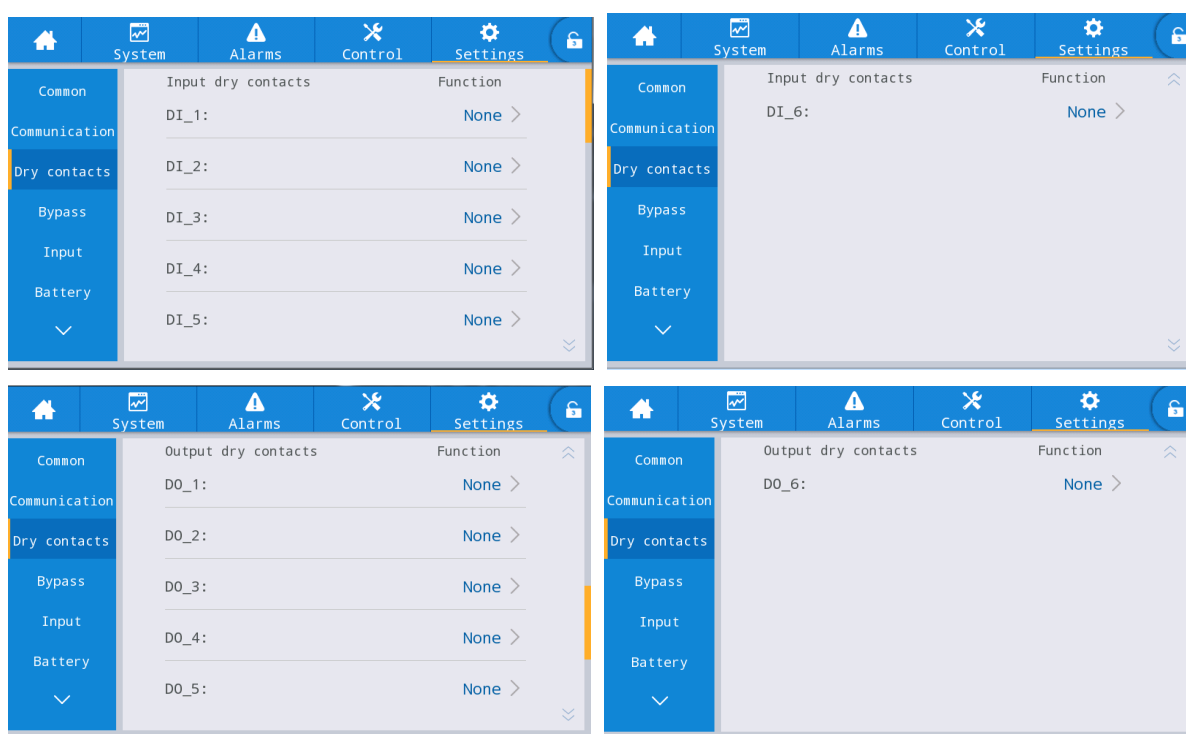 System Alarms Control Settings
3
Common
Communication
Dry contacts
Bypass
Input
Battery
Input dry contacts Function
DI_1: None
DI_2: None
DI_3: None
DI_4: None
DI_5: None
System Alarms Control Settings
3
Common
Communication
Dry contacts
Bypass
Input
Battery
Input dry contacts Function
DI_6: None
System Alarms Control Settings
3
Common
Communication
Dry contacts
Bypass
Input
Battery
Output dry contacts Function
DO_1: None
DO_2: None
DO_3: None
DO_4: None
DO_5: None
System Alarms Control Settings
3
Common
Communication
Dry contacts
Bypass
Input
Battery
Output dry contacts Function
DO_6: None